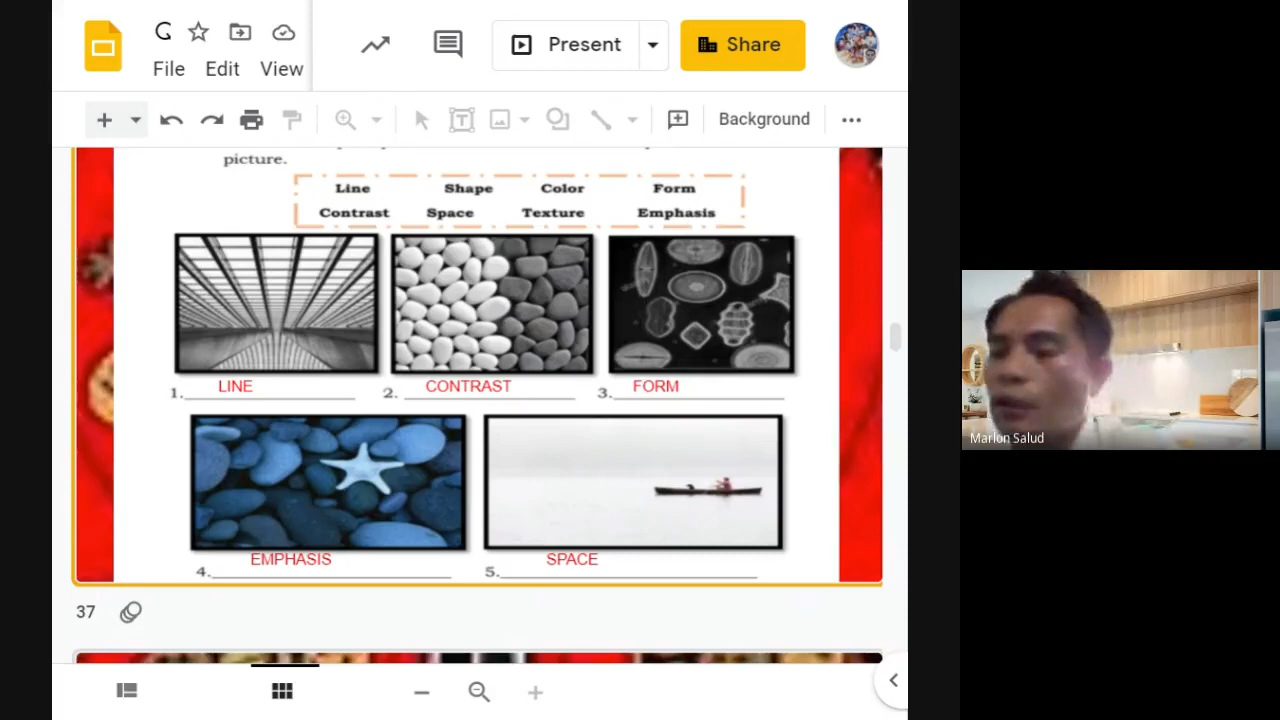 File Edit View
Present
Share
Background
picture.
Line Shape Color Form
Contrast Space Texture Emphasis
1. LINE 2. CONTRAST 3. FORM
4. EMPHASIS 5. SPACE
37
Marlon Salud